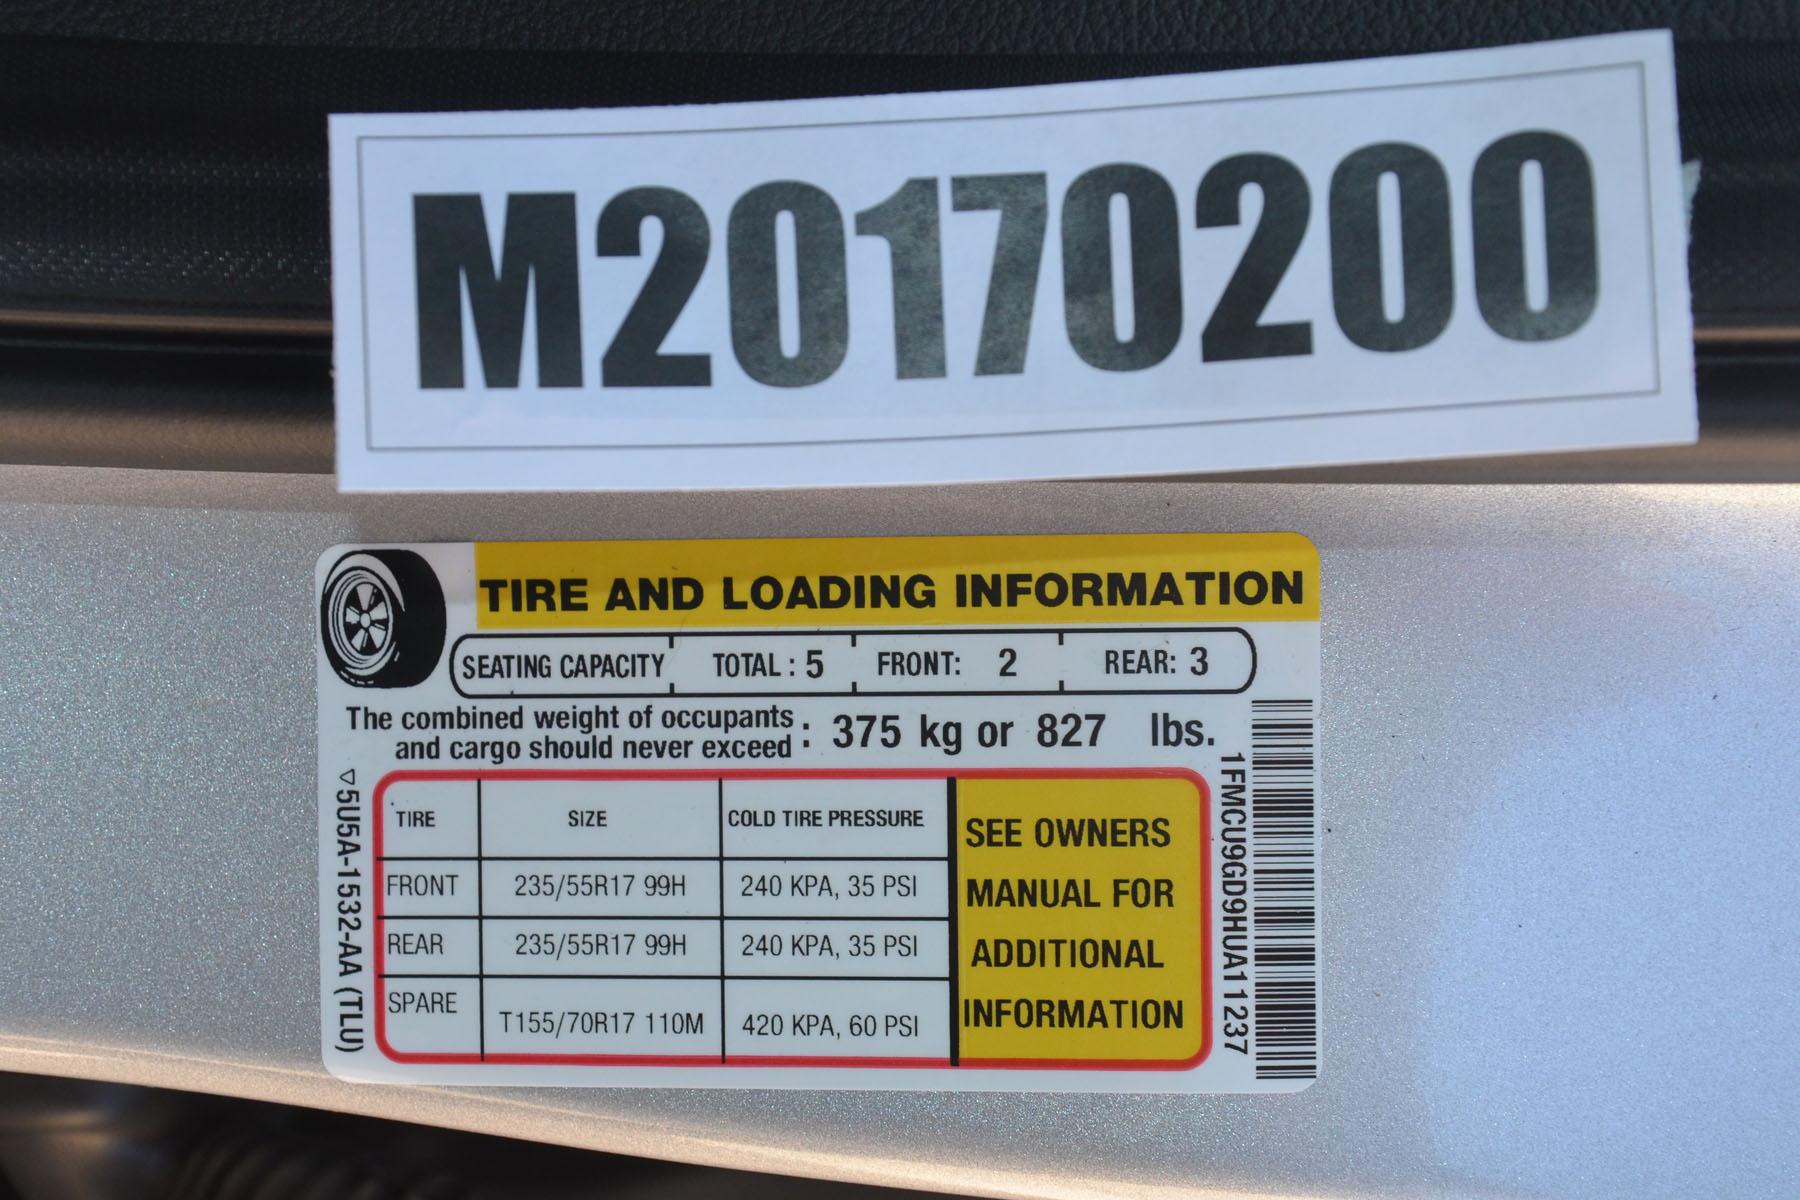 M20170200
TIRE AND LOADING INFORMATION
SEATING CAPACITY TOTAL : 5 FRONT: 2 REAR: 3
The combined weight of occupants
and cargo should never exceed : 375 kg or 827 lbs.
TIRE SIZE COLD TIRE PRESSURE
FRONT 235/55R17 99H 240 KPA, 35 PSI
REAR 235/55R17 99H 240 KPA, 35 PSI
SPARE T155/70R17 110M 420 KPA, 60 PSI
SEE OWNERS
MANUAL FOR
ADDITIONAL
INFORMATION
5U5A-1532-AA (TLU)
1FMCU9GD9HUA11237